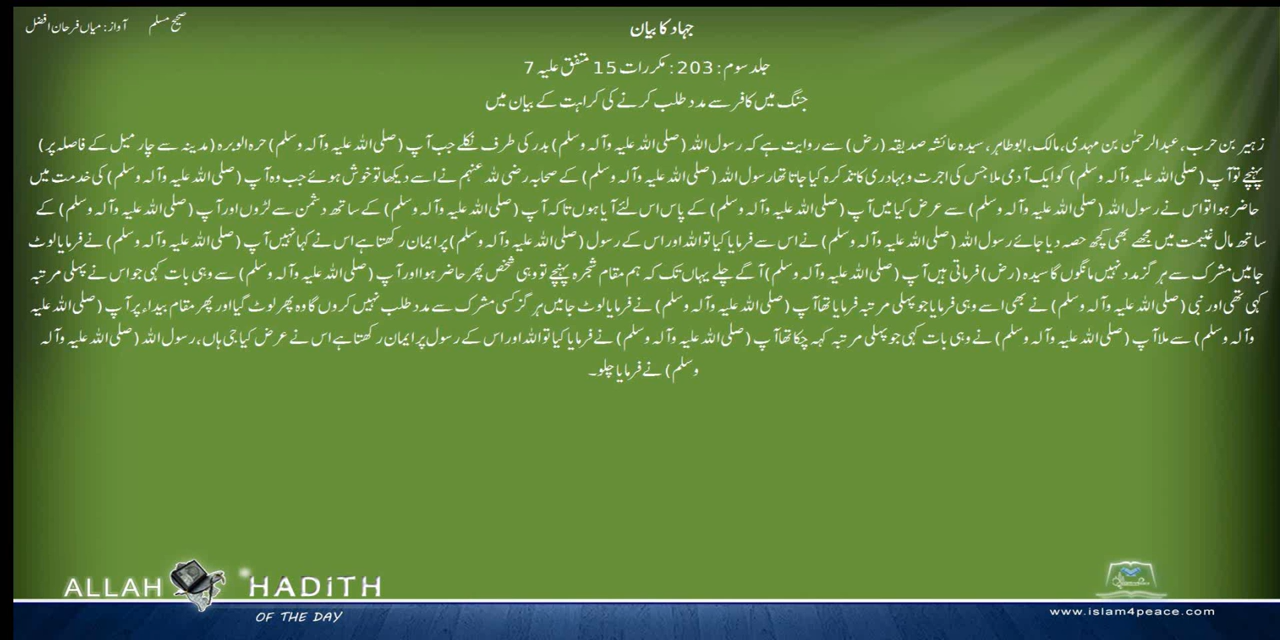 صحیح مسلم آواز: میاں فرحان افضل
جہاد کا بیان
جلد سوم : 203 : مکررات 15 متفق علیہ 7
جنگ میں کافر سے مدد طلب کرنے کی کراہت کے بیان میں
زہیر بن حرب، عبدالرحمٰن بن مہدی، مالک، ابوطاہر، سیدہ عائشہ صدیقہ (رض) سے روایت ہے کہ رسول اللہ (صلی اللہ علیہ وآلہ وسلم) بدر کی طرف نکلے جب آپ (صلی اللہ علیہ وآلہ وسلم) حرہ الوبرہ (مدینہ سے چار میل کے فاصلہ پر)
پہنچے تو آپ (صلی اللہ علیہ وآلہ وسلم) کو ایک آدمی ملا جس کی اجرت و بہادری کا تذکرہ کیا جاتا تھا رسول اللہ (صلی اللہ علیہ وآلہ وسلم) کے صحابہ رضی للہ عنہم نے اسے دیکھا تو خوش ہوئے جب وہ آپ (صلی اللہ علیہ وآلہ وسلم) کی خدمت میں
حاضر ہوا تو اس نے رسول اللہ (صلی اللہ علیہ وآلہ وسلم) سے عرض کیا میں آپ (صلی اللہ علیہ وآلہ وسلم) کے پاس اس لئے آیا ہوں تاکہ آپ (صلی اللہ علیہ وآلہ وسلم) کے ساتھ دشمن سے لڑوں اور آپ (صلی اللہ علیہ وآلہ وسلم) کے
ساتھ مال غنیمت میں مجھے بھی کچھ حصہ دیا جائے رسول اللہ (صلی اللہ علیہ وآلہ وسلم) نے اس سے فرمایا کیا تو اللہ اور اس کے رسول (صلی اللہ علیہ وآلہ وسلم) پر ایمان رکھتا ہے اس نے کہا نہیں آپ (صلی اللہ علیہ وآلہ وسلم) نے فرمایا لوٹ
جا میں مشرک سے ہرگز مدد نہیں مانگوں گا سیدہ (رض) فرماتی ہیں آپ (صلی اللہ علیہ وآلہ وسلم) آگے چلے یہاں تک کہ ہم مقام شجرہ پہنچے تو وہی شخص پھر حاضر ہوا اور آپ (صلی اللہ علیہ وآلہ وسلم) سے وہی بات کہی جو اس نے پہلی مرتبہ
کہی تھی اور نبی (صلی اللہ علیہ وآلہ وسلم) نے بھی اسے وہی فرمایا جو پہلی مرتبہ فرمایا تھا آپ (صلی اللہ علیہ وآلہ وسلم) نے فرمایا لوٹ جا میں ہرگز کسی مشرک سے مدد طلب نہیں کروں گا وہ پھر لوٹ گیا اور پھر مقام بیداء پر آپ (صلی اللہ علیہ
وآلہ وسلم) سے ملا آپ (صلی اللہ علیہ وآلہ وسلم) نے وہی بات کہی جو پہلی مرتبہ کہہ چکا تھا آپ (صلی اللہ علیہ وآلہ وسلم) نے فرمایا کیا تو اللہ اور اس کے رسول پر ایمان رکھتا ہے اس نے عرض کیا جی ہاں، رسول اللہ (صلی اللہ علیہ وآلہ
وسلم) نے فرمایا چلو۔
ALLAH HADITH
OF THE DAY
www.islam4peace.com